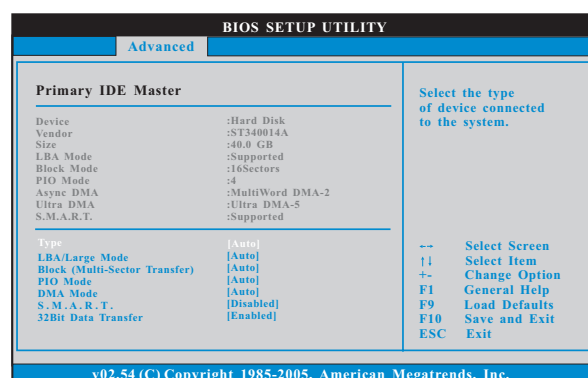 BIOS SETUP UTILITY
Advanced
Primary IDE Master
Device :Hard Disk
Vendor :ST340014A
Size :40.0 GB
LBA Mode :Supported
Block Mode :16Sectors
PIO Mode :4
Async DMA :MultiWord DMA-2
Ultra DMA :Ultra DMA-5
S.M.A.R.T. :Supported
Type [Auto]
LBA/Large Mode [Auto]
Block (Multi-Sector Transfer) [Auto]
PIO Mode [Auto]
DMA Mode [Auto]
S.M.A.R.T. [Disabled]
32Bit Data Transfer [Enabled]
Select the type
of device connected
to the system.
←→ Select Screen
↑↓ Select Item
+- Change Option
F1 General Help
F9 Load Defaults
F10 Save and Exit
ESC Exit
v02.54 (C) Copyright 1985-2005, American Megatrends, Inc.